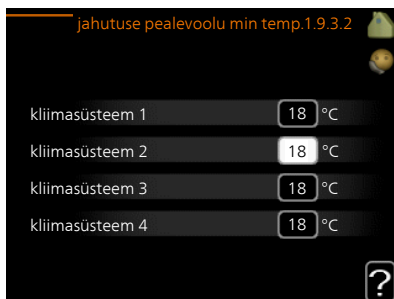 jahutuse pealevoolu min temp.1.9.3.2
kliimasüsteem 1 18 °C
kliimasüsteem 2 18 °C
kliimasüsteem 3 18 °C
kliimasüsteem 4 18 °C
?